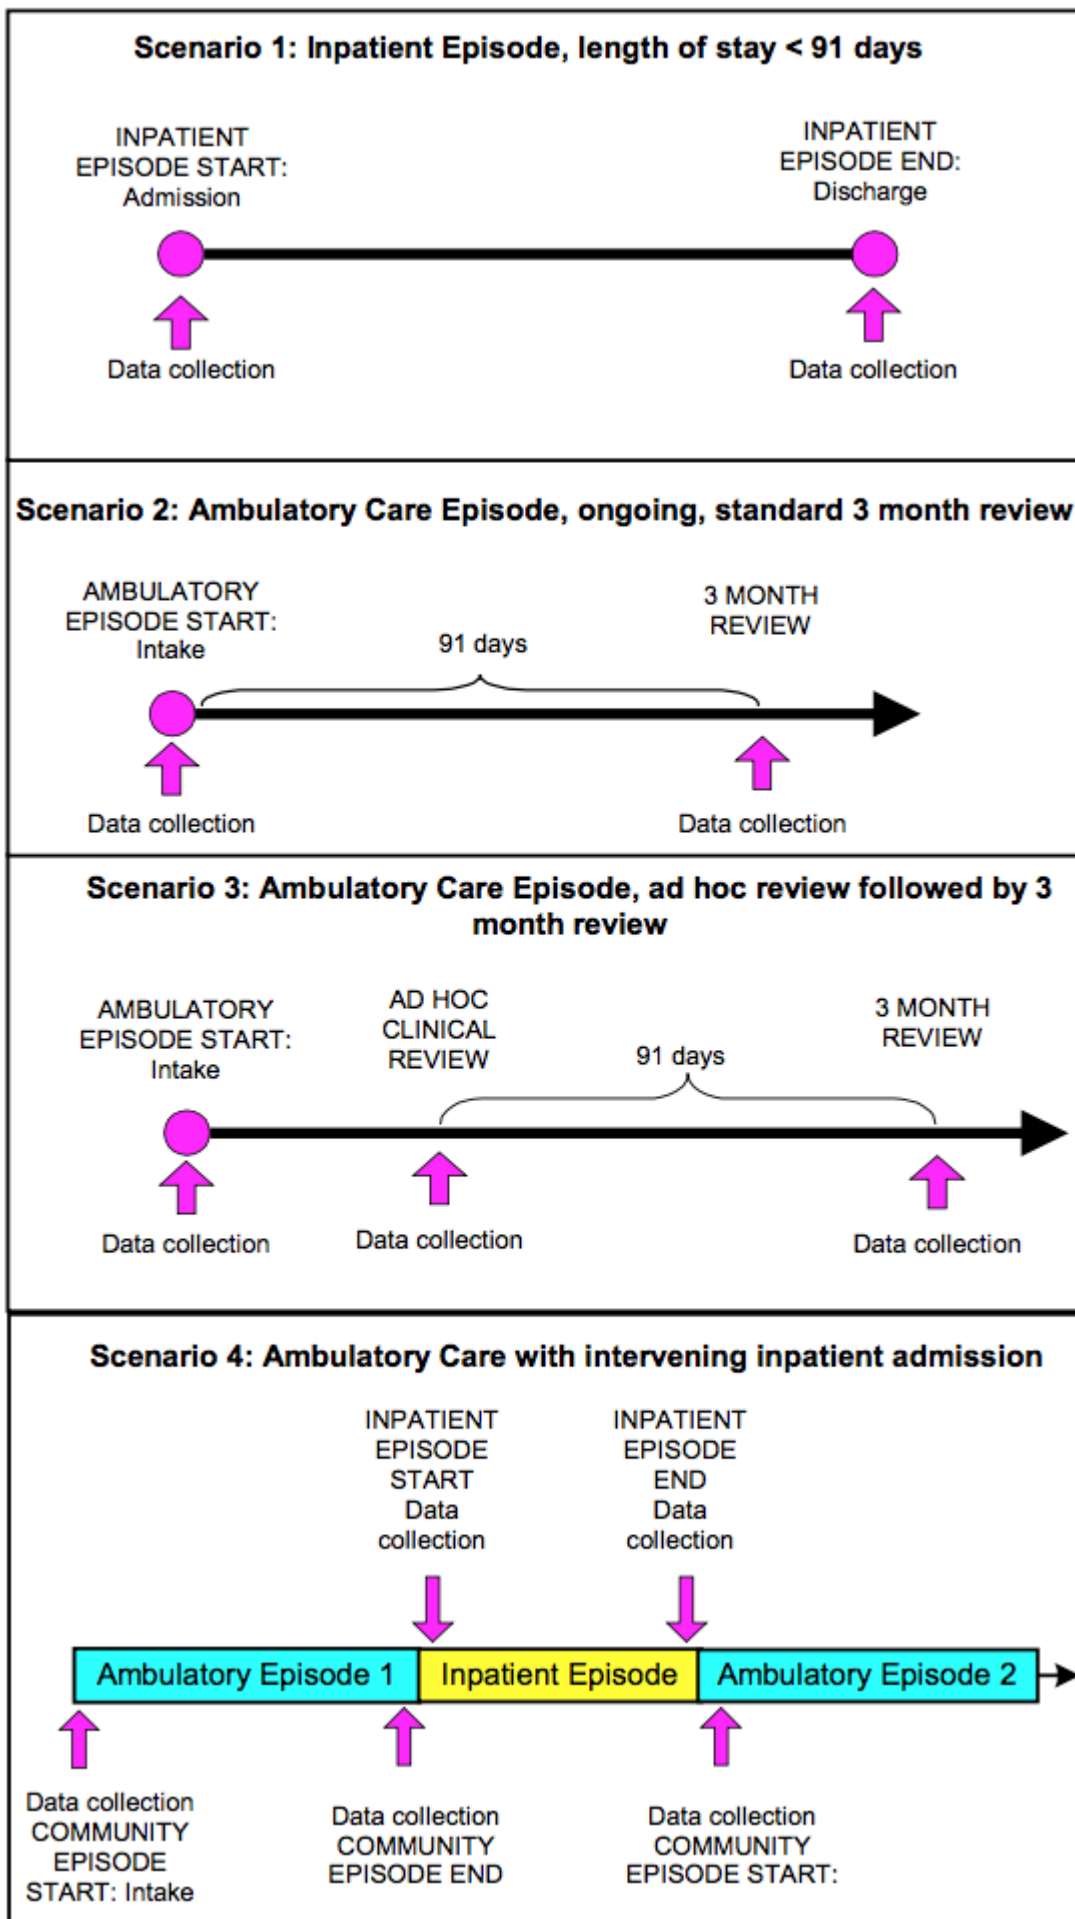 Scenario 1: Inpatient Episode, length of stay < 91 days
INPATIENT
EPISODE START:
Admission
INPATIENT
EPISODE END:
Discharge
Data collection
Data collection
Scenario 2: Ambulatory Care Episode, ongoing, standard 3 month review
AMBULATORY
EPISODE START:
Intake
91 days
3 MONTH
REVIEW
Data collection
Data collection
Scenario 3: Ambulatory Care Episode, ad hoc review followed by 3
month review
AMBULATORY
EPISODE START:
Intake
AD HOC
CLINICAL
REVIEW
91 days
3 MONTH
REVIEW
Data collection
Data collection
Data collection
Scenario 4: Ambulatory Care with intervening inpatient admission
INPATIENT
EPISODE
START
Data
collection
INPATIENT
EPISODE
END
Data
collection
Ambulatory Episode 1
Inpatient Episode
Ambulatory Episode 2
Data collection
COMMUNITY
EPISODE
START: Intake
Data collection
COMMUNITY
EPISODE END
Data collection
COMMUNITY
EPISODE START: